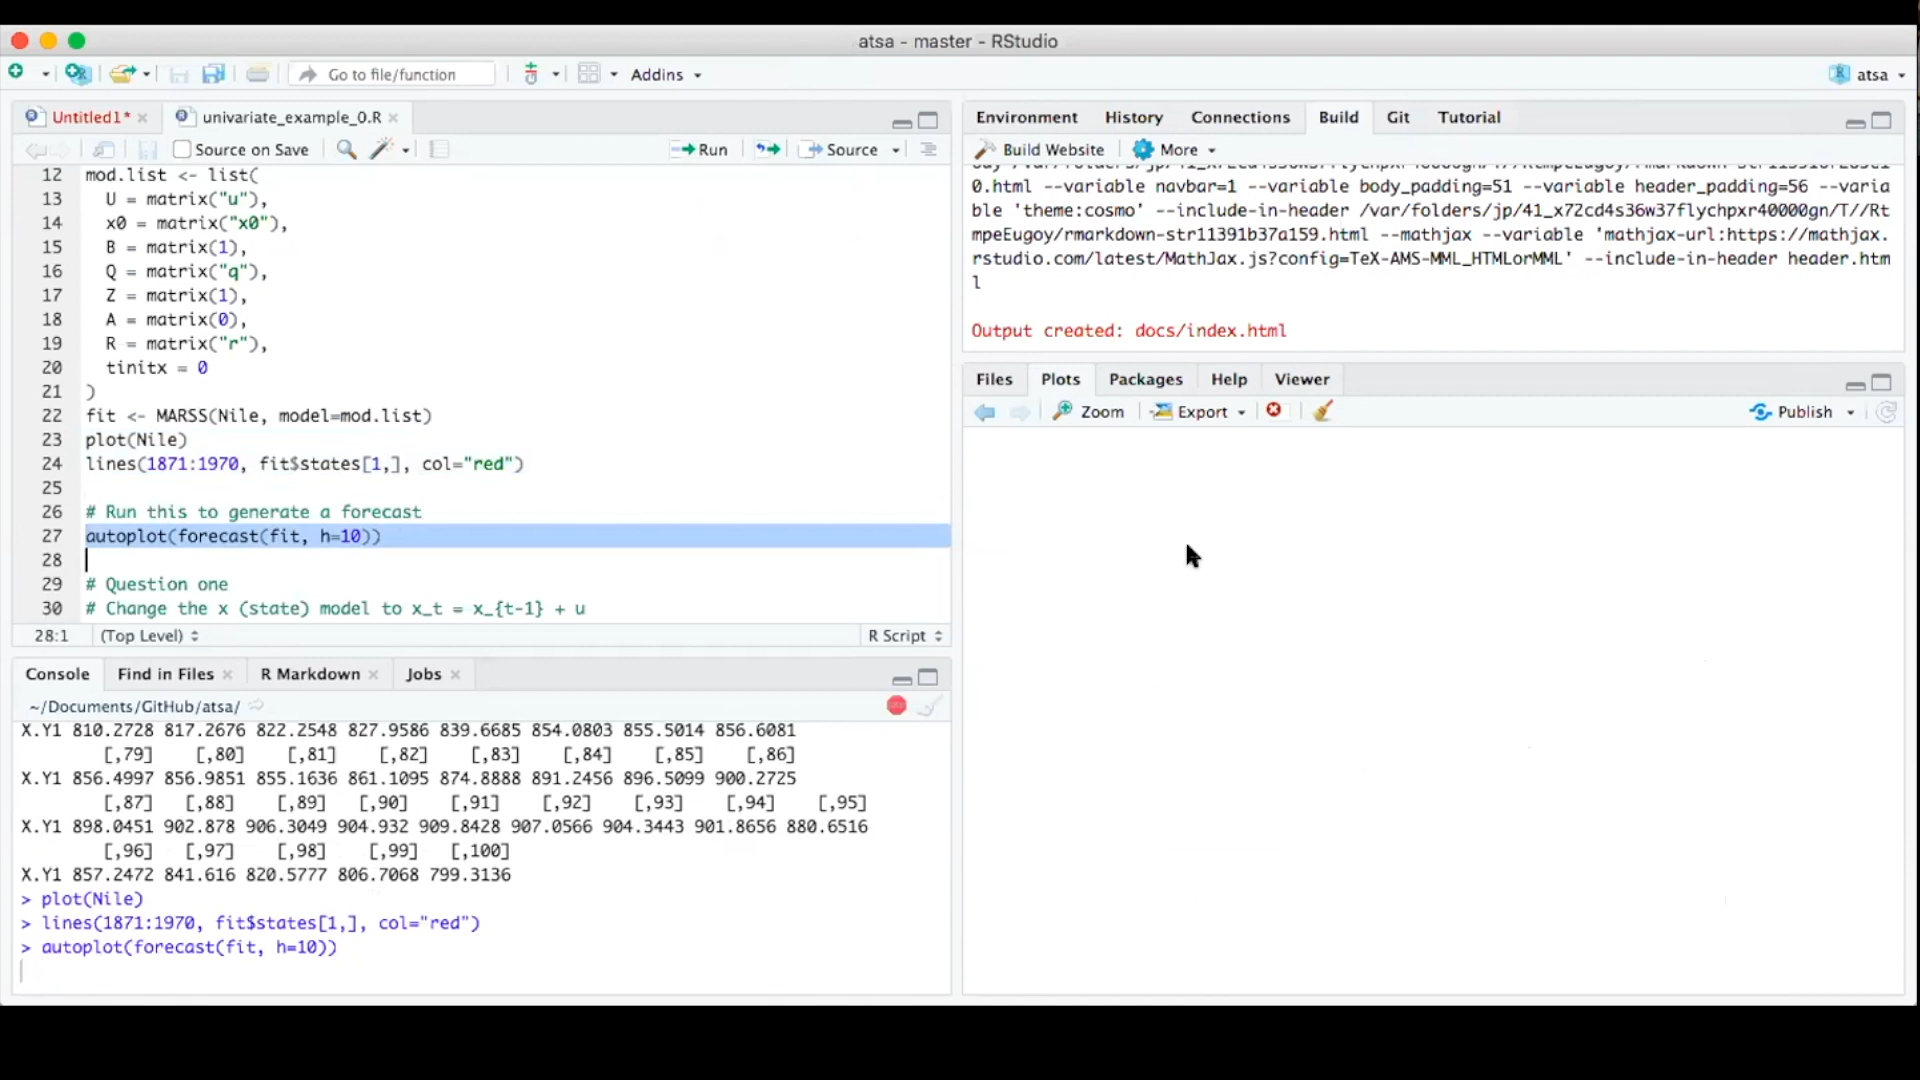 atsa - master - RStudio
Go to file/function
Addins
atsa
Untitled1*
univariate_example_0.R
Source on Save
Run
Source
12 mod.list <- list(
13 U = matrix("u"),
14 x0 = matrix("x0"),
15 B = matrix(1),
16 Q = matrix("q"),
17 Z = matrix(1),
18 A = matrix(0),
19 R = matrix("r"),
20 tinitx = 0
21 )
22 fit <- MARSS(Nile, model=mod.list)
23 plot(Nile)
24 lines(1871:1970, fit$states[1,], col="red")
25
26 # Run this to generate a forecast
27 autoplot(forecast(fit, h=10))
28
29 # Question one
30 # Change the x (state) model to x_t = x_{t-1} + u
28:1 (Top Level) R Script
Console Find in Files R Markdown Jobs
~/Documents/GitHub/atsa/
X.Y1 810.2728 817.2676 822.2548 827.9586 839.6685 854.0803 855.5014 856.6081
[,79] [,80] [,81] [,82] [,83] [,84] [,85] [,86]
X.Y1 856.4997 856.9851 855.1636 861.1095 874.8888 891.2456 896.5099 900.2725
[,87] [,88] [,89] [,90] [,91] [,92] [,93] [,94] [,95]
X.Y1 898.0451 902.878 906.3049 904.932 909.8428 907.0566 904.3443 901.8656 880.6516
[,96] [,97] [,98] [,99] [,100]
X.Y1 857.2472 841.616 820.5777 806.7068 799.3136
> plot(Nile)
> lines(1871:1970, fit$states[1,], col="red")
> autoplot(forecast(fit, h=10))
Environment History Connections Build Git Tutorial
Build Website More
0.html --variable navbar=1 --variable body_padding=51 --variable header_padding=56 --varia
ble 'theme:cosmo' --include-in-header /var/folders/jp/41_x72cd4s36w37flychpxr40000gn/T//Rt
mpeEugoy/rmarkdown-str11391b37a159.html --mathjax --variable 'mathjax-url:https://mathjax.
rstudio.com/latest/MathJax.js?config=TeX-AMS-MML_HTMLorMML' --include-in-header header.htm
l
Output created: docs/index.html
Files Plots Packages Help Viewer
Zoom Export Publish